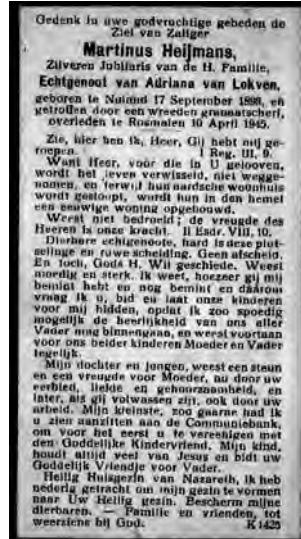 Gedenk in uwe godvruchtige gebeden de
Ziel van Zaliger
Martinus Heijmans,
Zilveren Jubilaris van de H. Familie,
Echtgenoot van Adriana van Lokven,
geboren te Nuland 17 September 1898, en
getroffen door een wreeden granaatscherf,
overleden te Rosmalen 10 April 1945.
Zie, hier ben ik, Heer, Gij hebt mij ge-
roepen. I Reg. III, 9.
Want Heer, voor die in U gelooven,
wordt het leven verwisseld, niet wegge-
nomen, en terwijl hun aardsche woonhuis
wordt gesloopt, wordt hun in den hemel
een eeuwige woning opgebouwd.
Weest niet bedroefd; de vreugde des
Heeren is onze kracht. II Esdr. VIII, 10.
Dierbare echtgenoote, hard is deze plot-
selinge en ruwe scheiding. Geen afscheid.
En toch, Gods H. Wil geschiede. Weest
moedig en sterk. Ik weet, hoezeer gij mij
bemint hebt en nog bemint en daarom
vraag ik u, bid en laat onze kinderen
voor mij bidden, opdat ik zoo spoedig
mogelijk de heerlijkheid van ons aller
Vader mag binnengaan, en weest voortaan
voor ons beider kinderen Moeder en Vader
tegelijk.
Mijn dochter en jongen, weest een steun
en een vreugde voor Moeder, nu door uw
eerbied, liefde en gehoorzaamheid, en
later, als gij volwassen zijt, ook door uw
arbeid. Mijn kleinste, zoo gaarne had ik
u zien aanzitten aan de Communiebank,
om voor het eerst u te vereenigen met
den Goddelijke Kindervriend. Mijn kind,
houdt altijd veel van Jesus en bidt uw
Goddelijk Vriendje voor Vader.
Heilig Huisgezin van Nazareth, ik heb
nederig getracht om mijn gezin te vormen
naar Uw Heilig gezin. Bescherm mijne
dierbaren. — Familie en vrienden, tot
weerziens bij God. K 1425